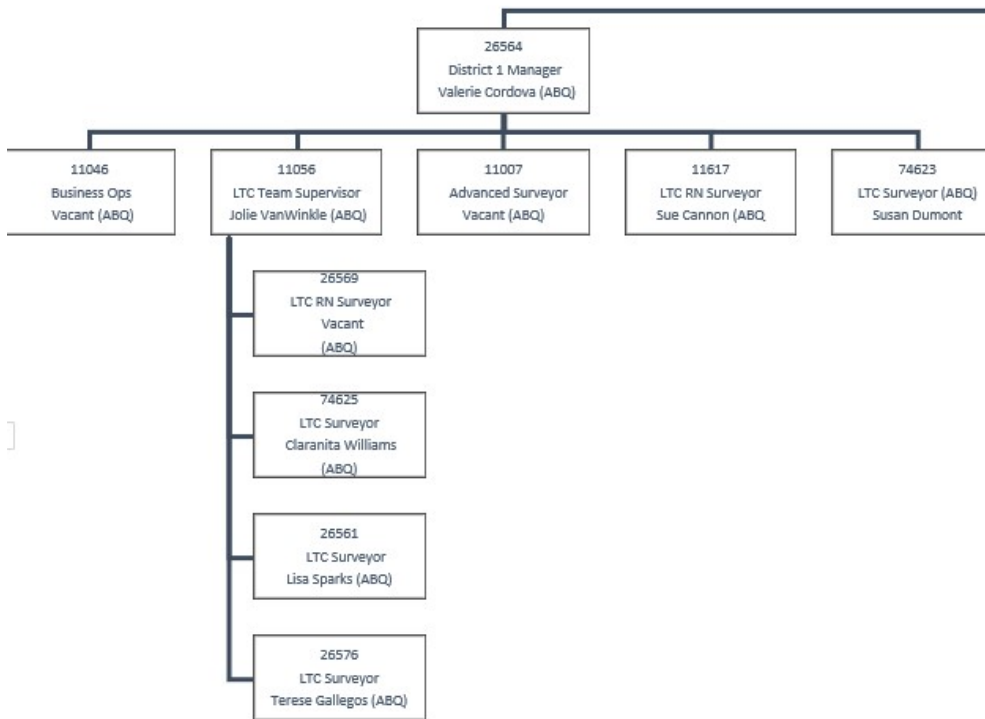 26564
District 1 Manager
Valerie Cordova (ABQ)
11046
Business Ops
Vacant (ABQ)
11056
LTC Team Supervisor
Jolie VanWinkle (ABQ)
11007
Advanced Surveyor
Vacant (ABQ)
11617
LTC RN Surveyor
Sue Cannon (ABQ
74623
LTC Surveyor (ABQ)
Susan Dumont
26569
LTC RN Surveyor
Vacant
(ABQ)
74625
LTC Surveyor
Claranita Williams
(ABQ)
26561
LTC Surveyor
Lisa Sparks (ABQ)
26576
LTC Surveyor
Terese Gallegos (ABQ)